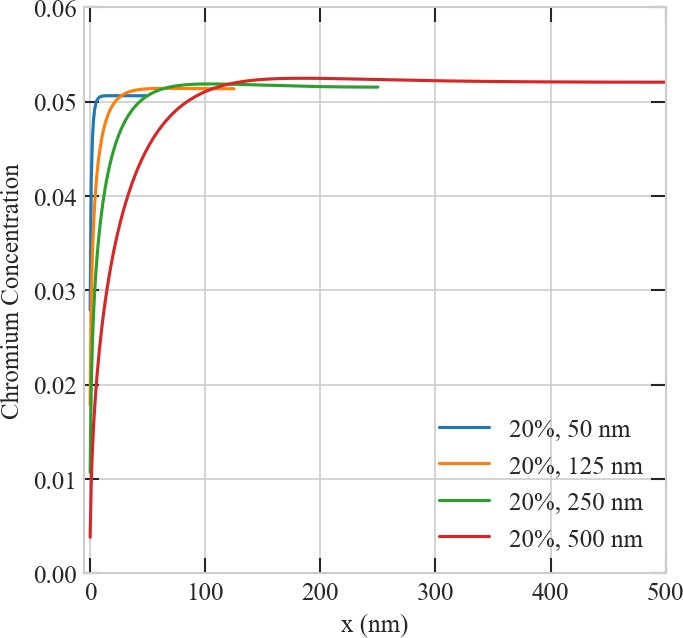 0.06
0.05
0.04
0.03
0.02
0.01
0.00
Chromium Concentration
20%, 50 nm
20%, 125 nm
20%, 250 nm
20%, 500 nm
0 100 200 300 400 500
x (nm)